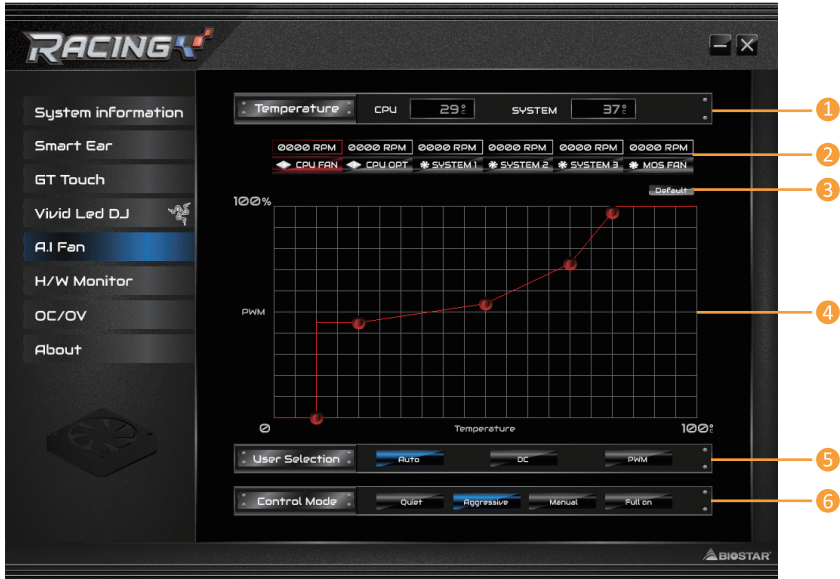 RACING
System information
Smart Ear
GT Touch
Vivid Led DJ
A.I Fan
H/W Monitor
OC/OV
About
Temperature CPU 29°C SYSTEM 37°C 1
0000 RPM 0000 RPM 0000 RPM 0000 RPM 0000 RPM 0000 RPM 2
CPU FAN CPU OPT SYSTEM 1 SYSTEM 2 SYSTEM 3 MOS FAN
Default 3
100%
PWM 4
0 Temperature 100°C
User Selection Auto DC PWM 5
Control Mode Quiet Aggressive Manual Full on 6
BIOSTAR